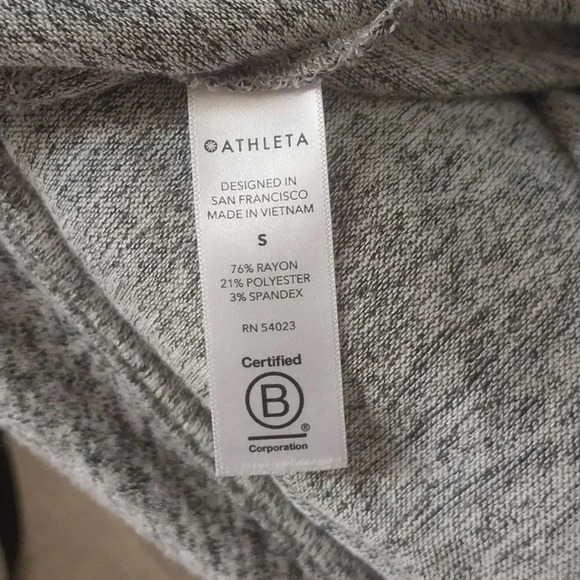 ATHLETA
DESIGNED IN
SAN FRANCISCO
MADE IN VIETNAM
S
76% RAYON
21% POLYESTER
3% SPANDEX
RN 54023
Certified
B
®
Corporation